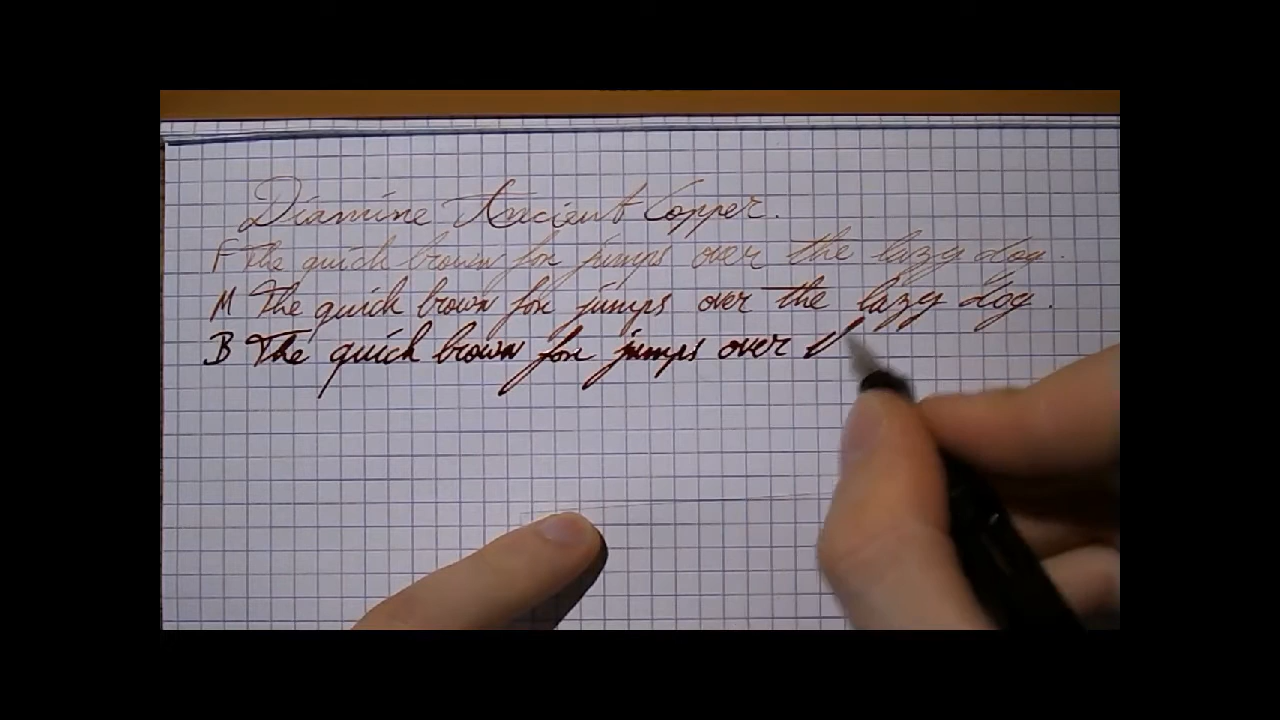 Diamine Ancient Copper.
F The quick brown fox jumps over the lazy dog.
M The quick brown fox jumps over the lazy dog.
B The quick brown fox jumps over